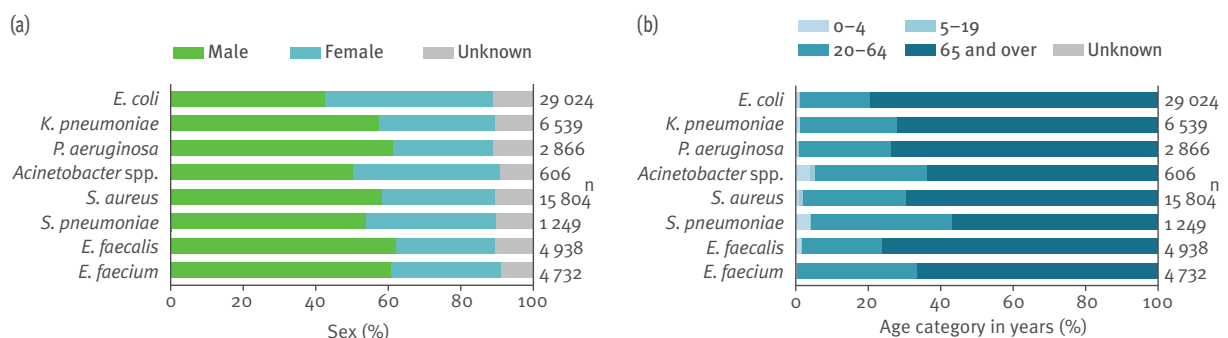 (a)
Male Female Unknown
E. coli 29 024
K. pneumoniae 6 539
P. aeruginosa 2 866
Acinetobacter spp. 606
n
S. aureus 15 804
S. pneumoniae 1 249
E. faecalis 4 938
E. faecium 4 732
0 20 40 60 80 100
Sex (%)
(b)
0–4 5–19
20–64 65 and over Unknown
E. coli 29 024
K. pneumoniae 6 539
P. aeruginosa 2 866
Acinetobacter spp. 606
n
S. aureus 15 804
S. pneumoniae 1 249
E. faecalis 4 938
E. faecium 4 732
0 20 40 60 80 100
Age category in years (%)